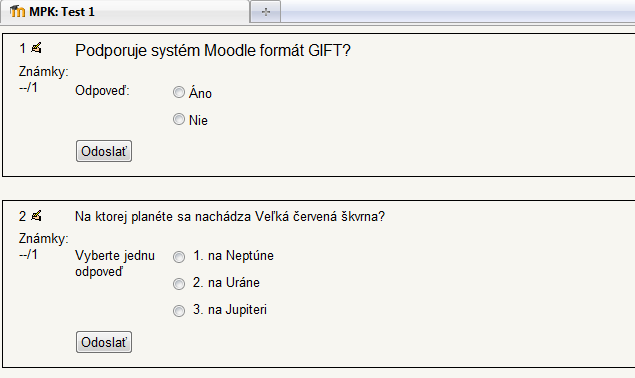 MPK: Test 1
1
Podporuje systém Moodle formát GIFT?
Známky:
--/1
Odpoveď:
Áno
Nie
Odoslať
2
Na ktorej planéte sa nachádza Veľká červená škvrna?
Známky:
--/1
Vyberte jednu
odpoveď
1. na Neptúne
2. na Uráne
3. na Jupiteri
Odoslať